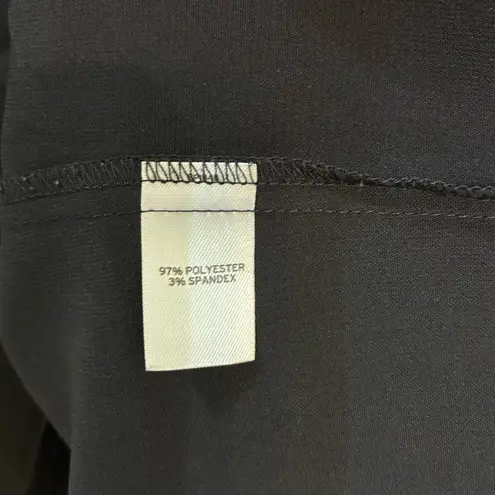 97% POLYESTER
3% SPANDEX